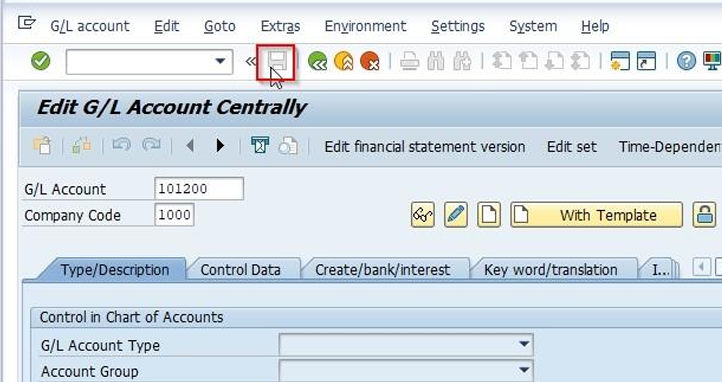 G/L account Edit Goto Extras Environment Settings System Help
Edit G/L Account Centrally
Edit financial statement version Edit set Time-Dependen
G/L Account 101200
Company Code 1000
With Template
Type/Description Control Data Create/bank/interest Key word/translation I...
Control in Chart of Accounts
G/L Account Type
Account Group